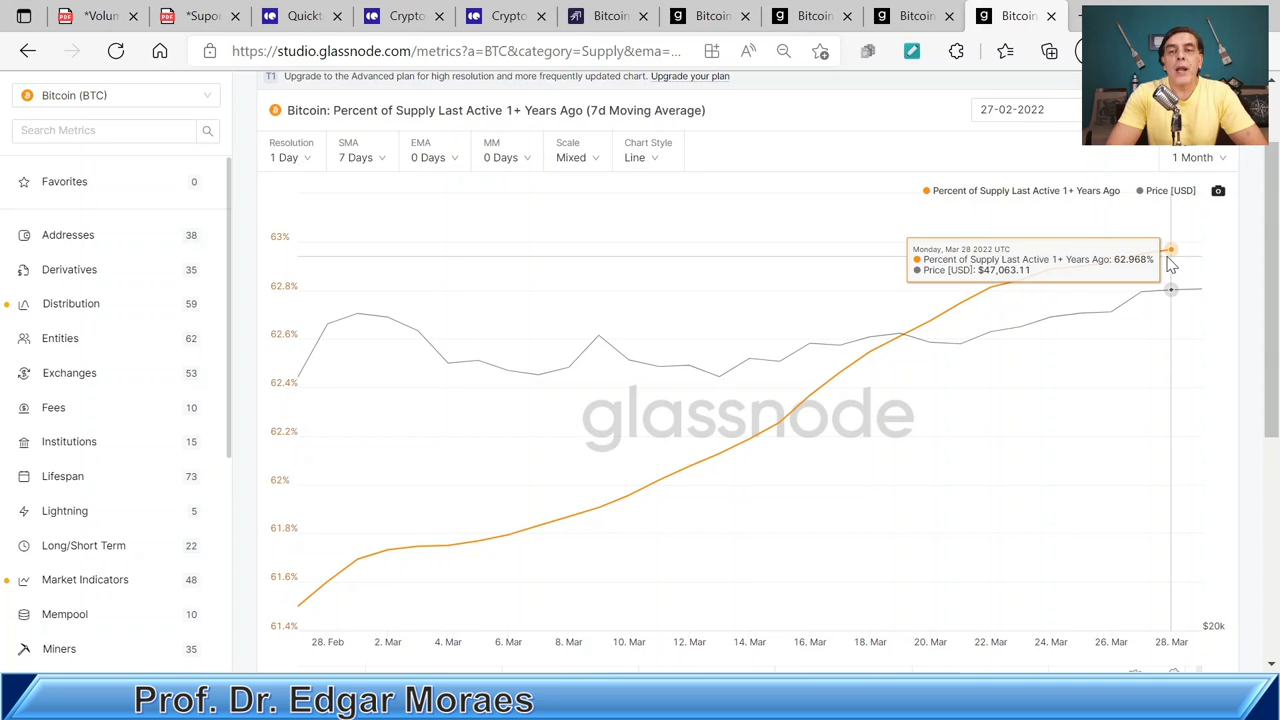 *Volun
*Supo
Quick
Crypto
Crypto
Bitcoin
Bitcoin
Bitcoin
Bitcoin
Bitcoin
https://studio.glassnode.com/metrics?a=BTC&category=Supply&ema=...
T1 Upgrade to the Advanced plan for high resolution and more frequently updated chart. Upgrade your plan
Bitcoin (BTC)
Bitcoin: Percent of Supply Last Active 1+ Years Ago (7d Moving Average)
27-02-2022
Search Metrics
Resolution SMA EMA MM Scale Chart Style
1 Day 7 Days 0 Days 0 Days Mixed Line 1 Month
Favorites 0
Addresses 38
Derivatives 35
Distribution 59
Entities 62
Exchanges 53
Fees 10
Institutions 15
Lifespan 73
Lightning 5
Long/Short Term 22
Market Indicators 48
Mempool 10
Miners 35
Percent of Supply Last Active 1+ Years Ago Price [USD]
63%
62.8%
62.6%
62.4%
62.2%
62%
61.8%
61.6%
61.4%
Monday, Mar 28 2022 UTC
Percent of Supply Last Active 1+ Years Ago: 62.968%
Price [USD]: $47,063.11
glassnode
$20k
28. Feb 2. Mar 4. Mar 6. Mar 8. Mar 10. Mar 12. Mar 14. Mar 16. Mar 18. Mar 20. Mar 22. Mar 24. Mar 26. Mar 28. Mar
Prof. Dr. Edgar Moraes